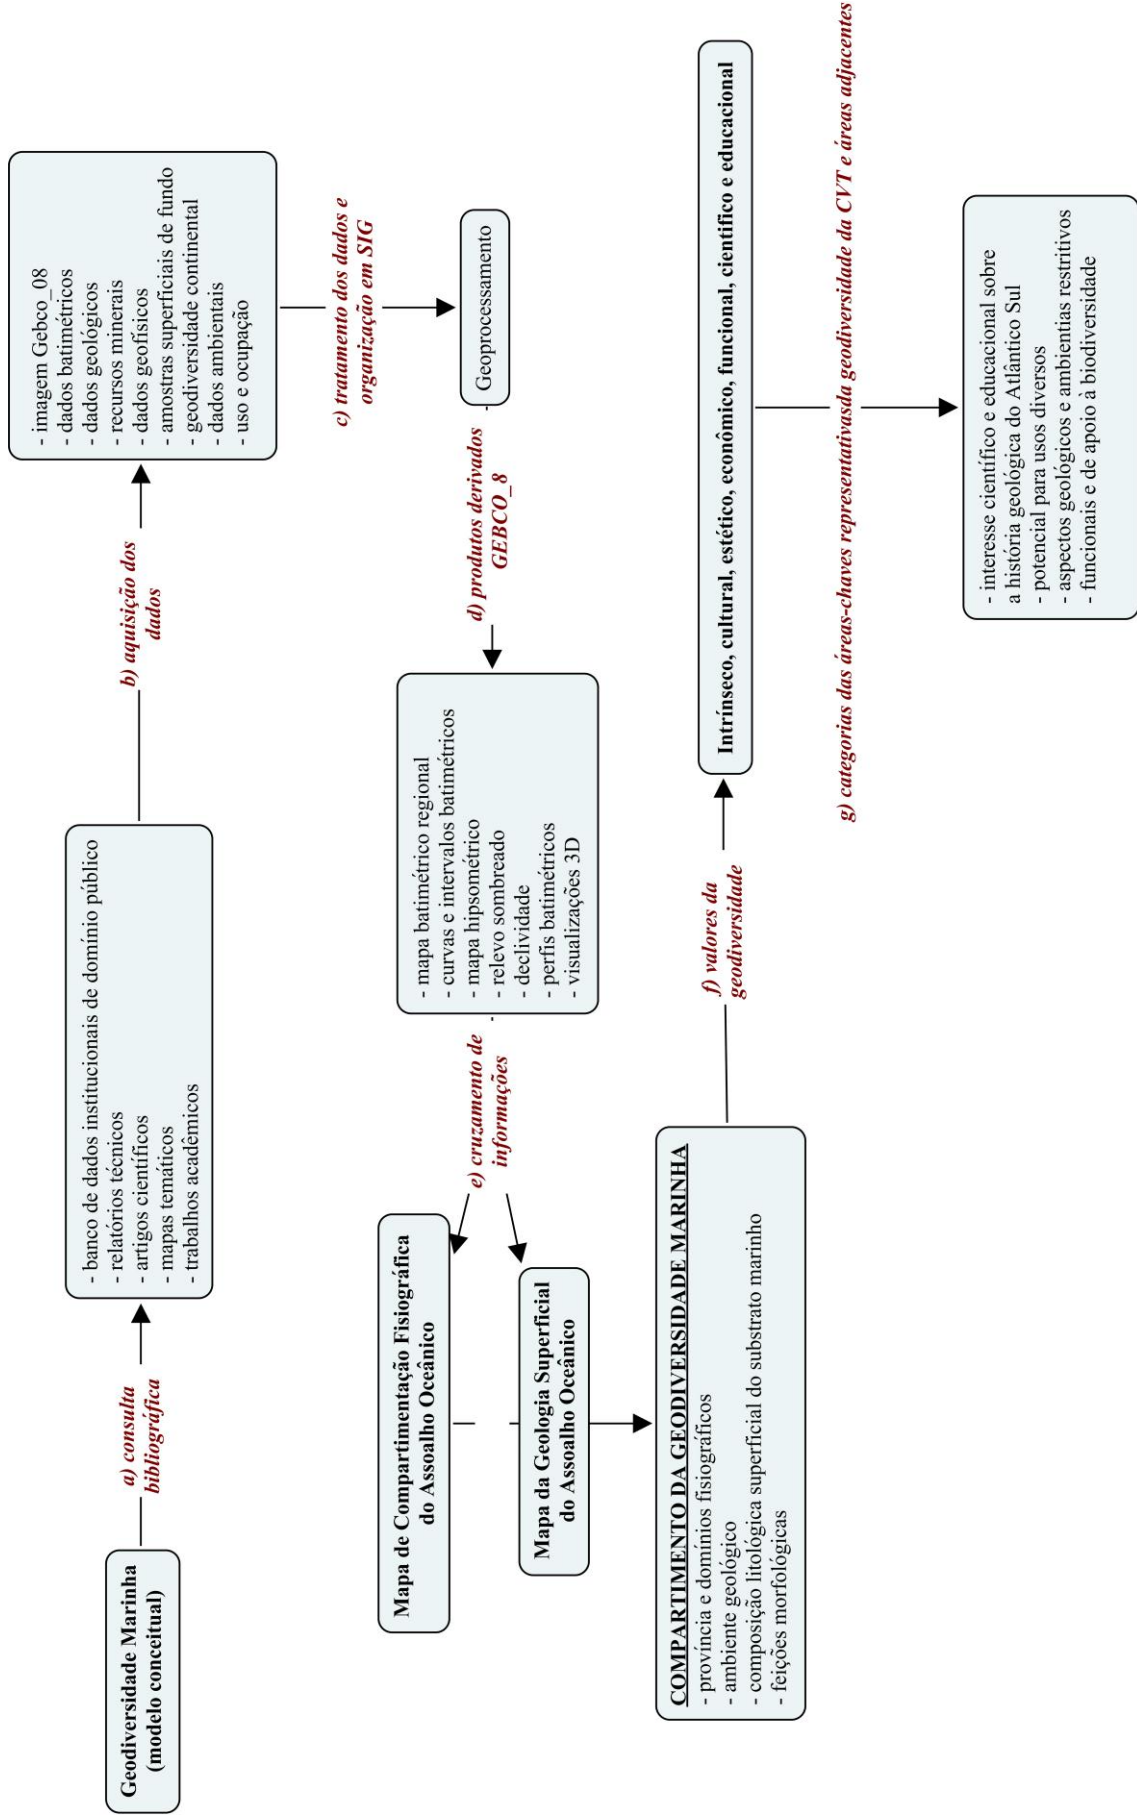 Geodiversidade Marinha
(modelo conceitual)
a) consulta
bibliográfica
- banco de dados institucionais de domínio público
- relatórios técnicos
- artigos científicos
- mapas temáticos
- trabalhos acadêmicos
b) aquisição dos
dados
- imagem Gebco_08
- dados batimétricos
- dados geológicos
- recursos minerais
- dados geofísicos
- amostras superficiais de fundo
- geodiversidade continental
- dados ambientais
- uso e ocupação
c) tratamento dos dados e
organização em SIG
Geoprocessamento
d) produtos derivados
GEBCO_8
- mapa batimétrico regional
- curvas e intervalos batimétricos
- mapa hipsométrico
- relevo sombreado
- declividade
- perfis batimétricos
- visualizações 3D
e) cruzamento de
informações
Mapa de Compartimentação Fisiográfica
do Assoalho Oceânico
Mapa da Geologia Superficial
do Assoalho Oceânico
COMPARTIMENTO DA GEODIVERSIDADE MARINHA
- província e domínios fisiográficos
- ambiente geológico
- composição litológica superficial do substrato marinho
- feições morfológicas
f) valores da
geodiversidade
Intrínseco, cultural, estético, econômico, funcional, científico e educacional
g) categorias das áreas-chaves representativasda geodiversidade da CVT e áreas adjacentes
- interesse científico e educacional sobre
a história geológica do Atlântico Sul
- potencial para usos diversos
- aspectos geológicos e ambientias restritivos
- funcionais e de apoio à biodiversidade